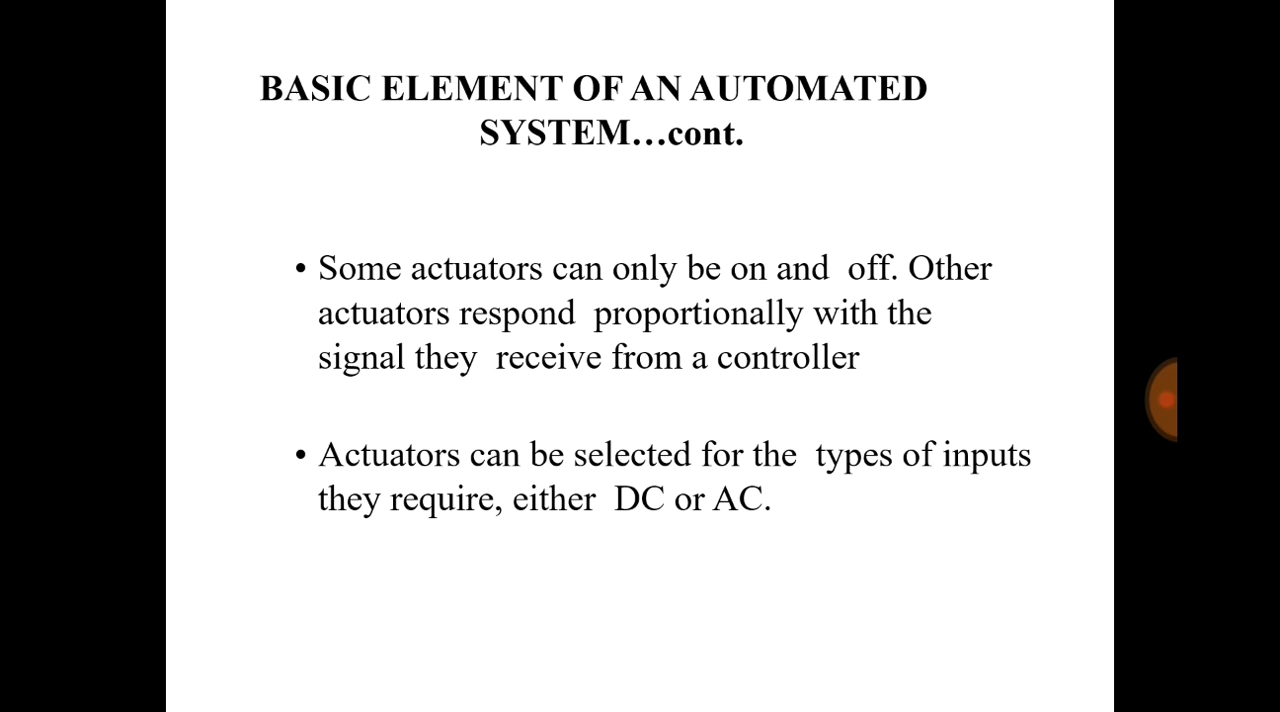 BASIC ELEMENT OF AN AUTOMATED
SYSTEM…cont.
• Some actuators can only be on and off. Other
actuators respond proportionally with the
signal they receive from a controller
• Actuators can be selected for the types of inputs
they require, either DC or AC.